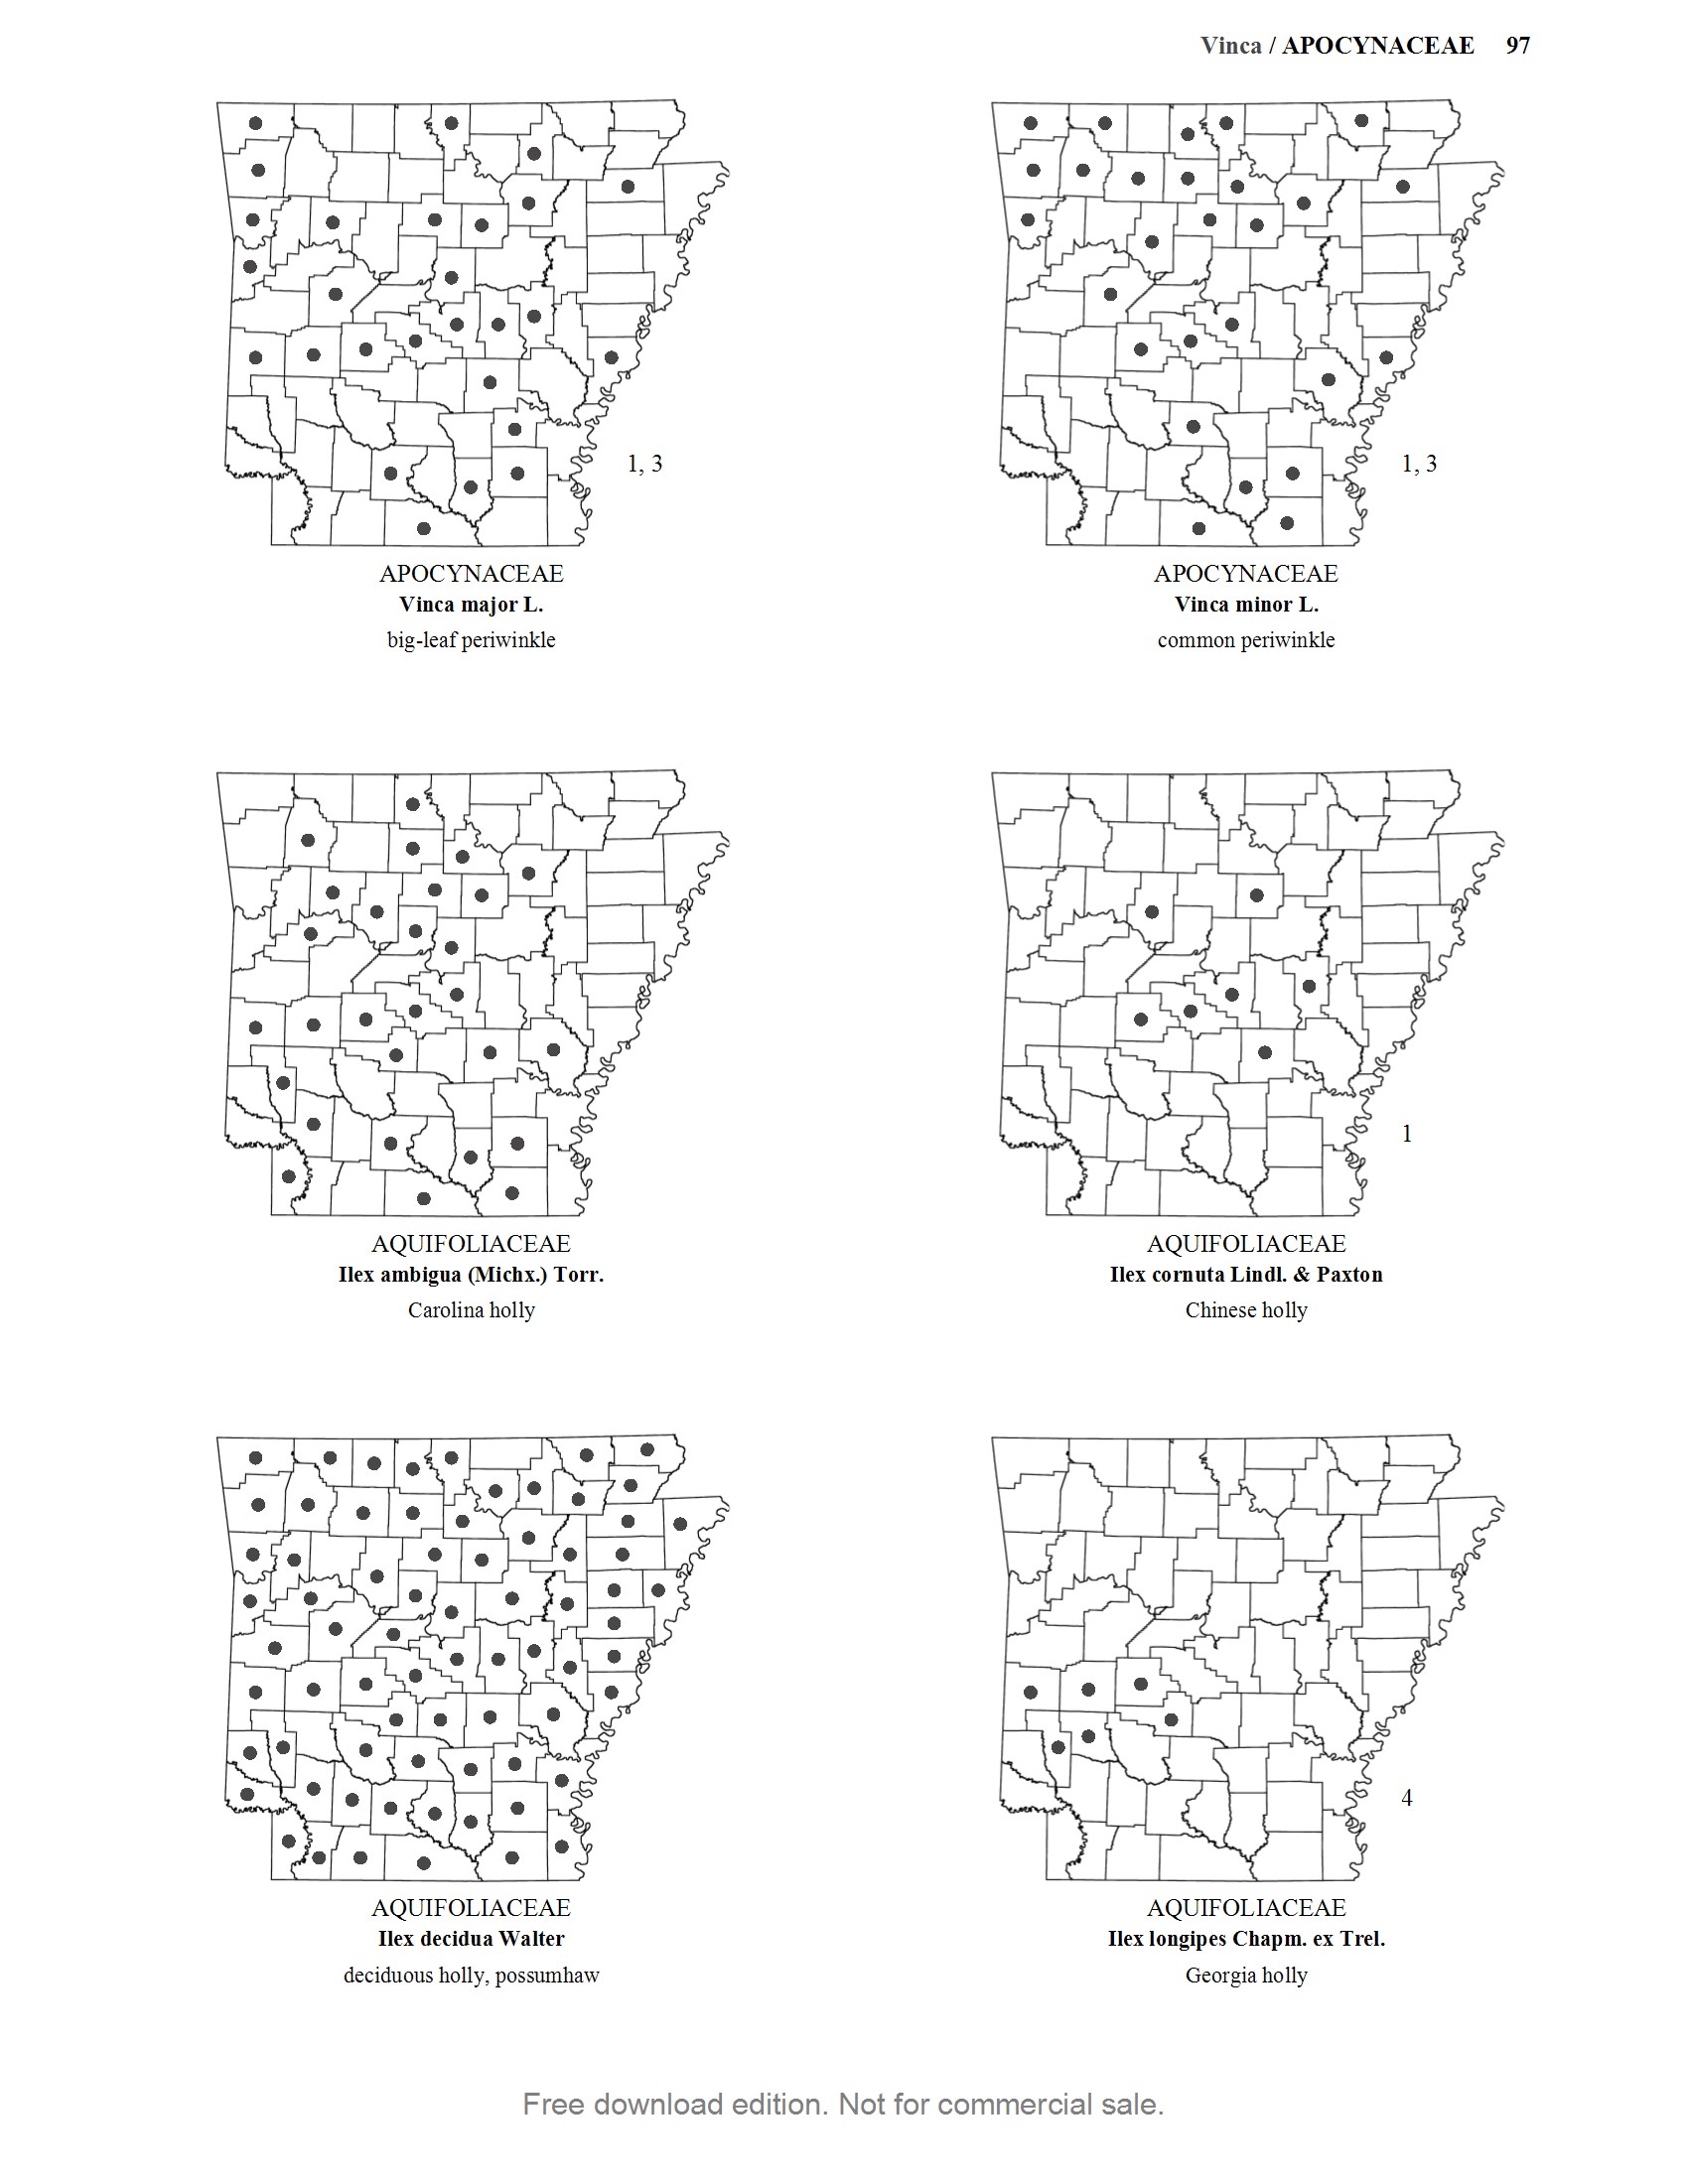 Vinca / APOCYNACEAE 97
1, 3
APOCYNACEAE
Vinca major L.
big-leaf periwinkle
1, 3
APOCYNACEAE
Vinca minor L.
common periwinkle
AQUIFOLIACEAE
Ilex ambigua (Michx.) Torr.
Carolina holly
1
AQUIFOLIACEAE
Ilex cornuta Lindl. & Paxton
Chinese holly
AQUIFOLIACEAE
Ilex decidua Walter
deciduous holly, possumhaw
4
AQUIFOLIACEAE
Ilex longipes Chapm. ex Trel.
Georgia holly
Free download edition. Not for commercial sale.